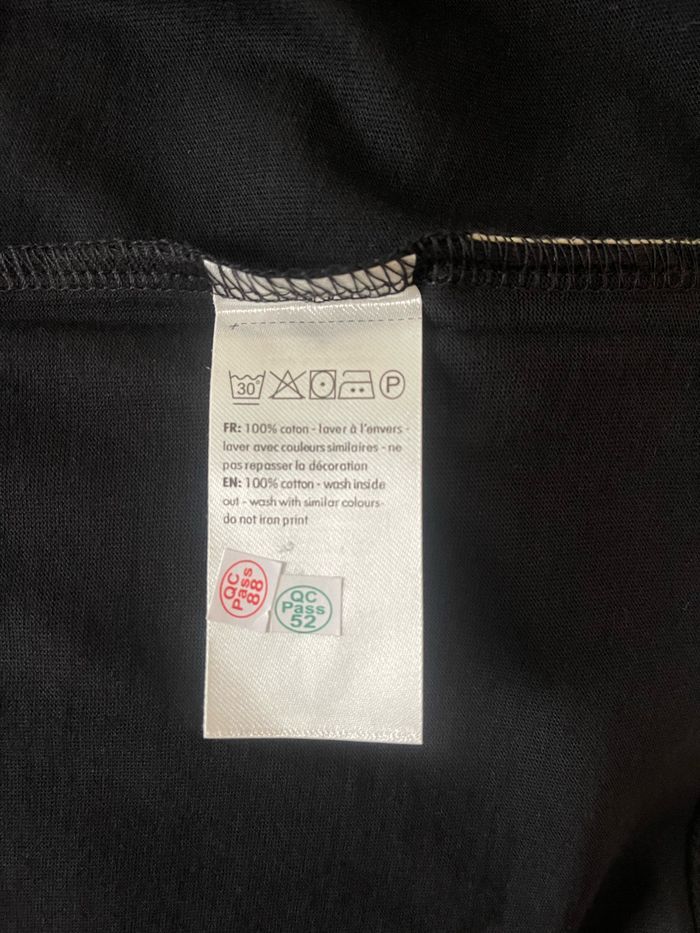 30°
P
FR: 100% coton - laver à l'envers -
laver avec couleurs similaires - ne
pas repasser la décoration
EN: 100% cotton - wash inside
out - wash with similar colours-
do not iron print
QC
Pass
88
QC
Pass
52